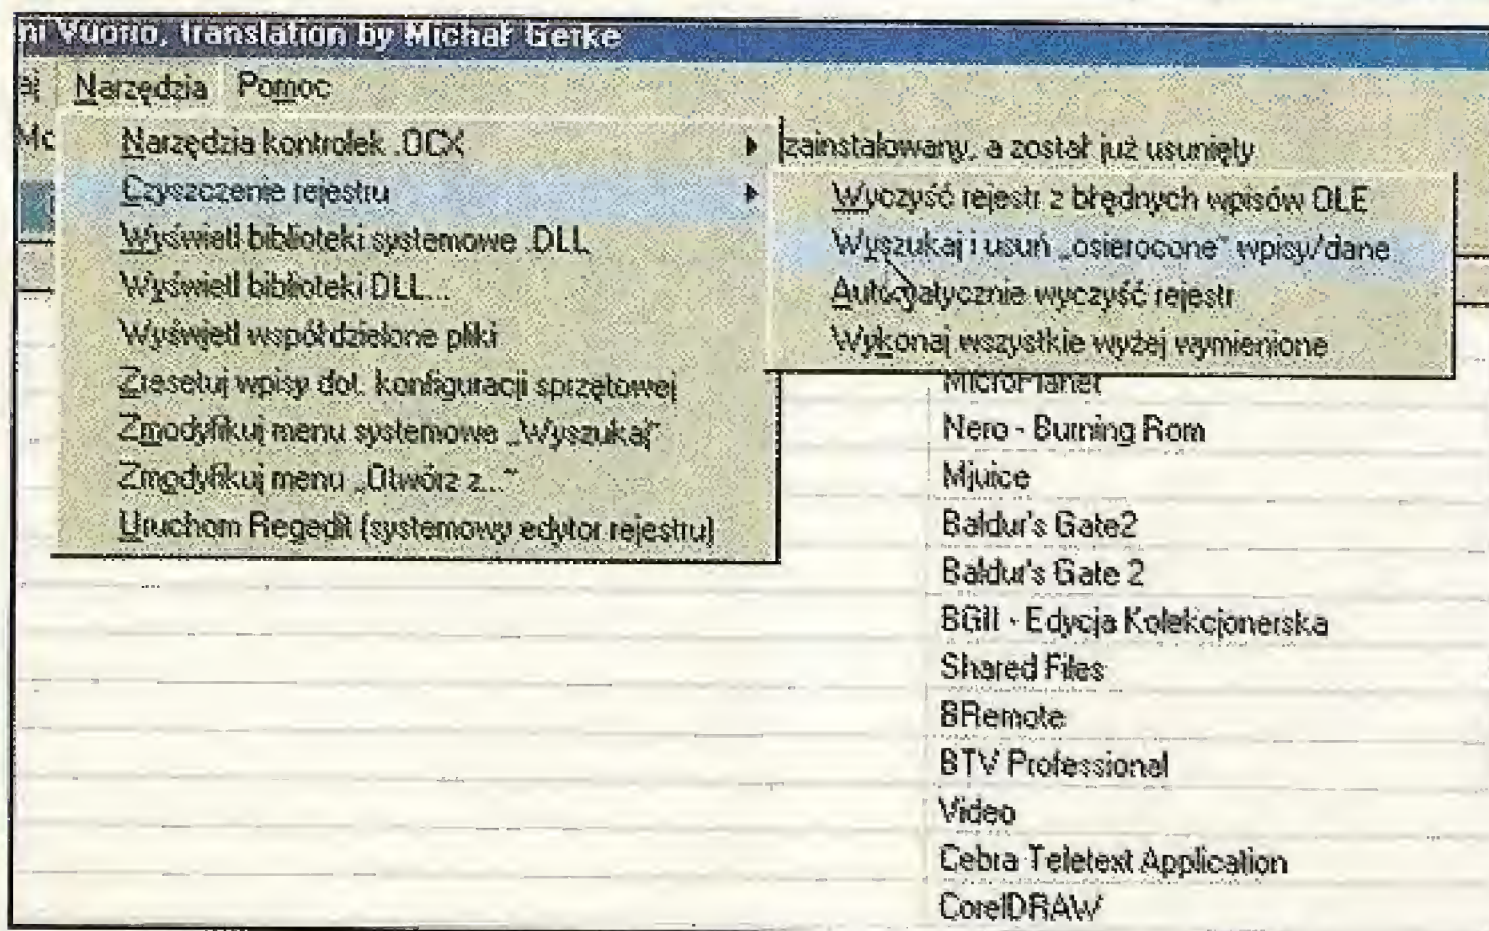 ni Vuorio, translation by Michał Gerke
Narzędzia Pomoc
Narzędzia kontrolek .OCX
zainstalowany, a został już usunięty
Czyszczenie rejestru
Wyświetl biblioteki systemowe .DLL
Wyświetl biblioteki DLL...
Wyświetl współdzielone pliki
Zresetuj wpisy dot. konfiguracji sprzętowej
Zmodyfikuj menu systemowe „Wyszukaj”
Zmodyfikuj menu „Otwórz z...”
Uruchom Regedit (systemowy edytor rejestru)
Wyczyść rejestr z błędnych wpisów OLE
Wyszukaj i usuń „osierocone” wpisy/dane
Automatycznie wyczyść rejestr
Wykonaj wszystkie wyżej wymienione
MicroPlanet
Nero - Burning Rom
Mjuice
Baldur's Gate2
Baldur's Gate 2
BGII - Edycja Kolekcjonerska
Shared Files
BRemote
BTV Professional
Video
Cebra Teletext Application
CorelDRAW